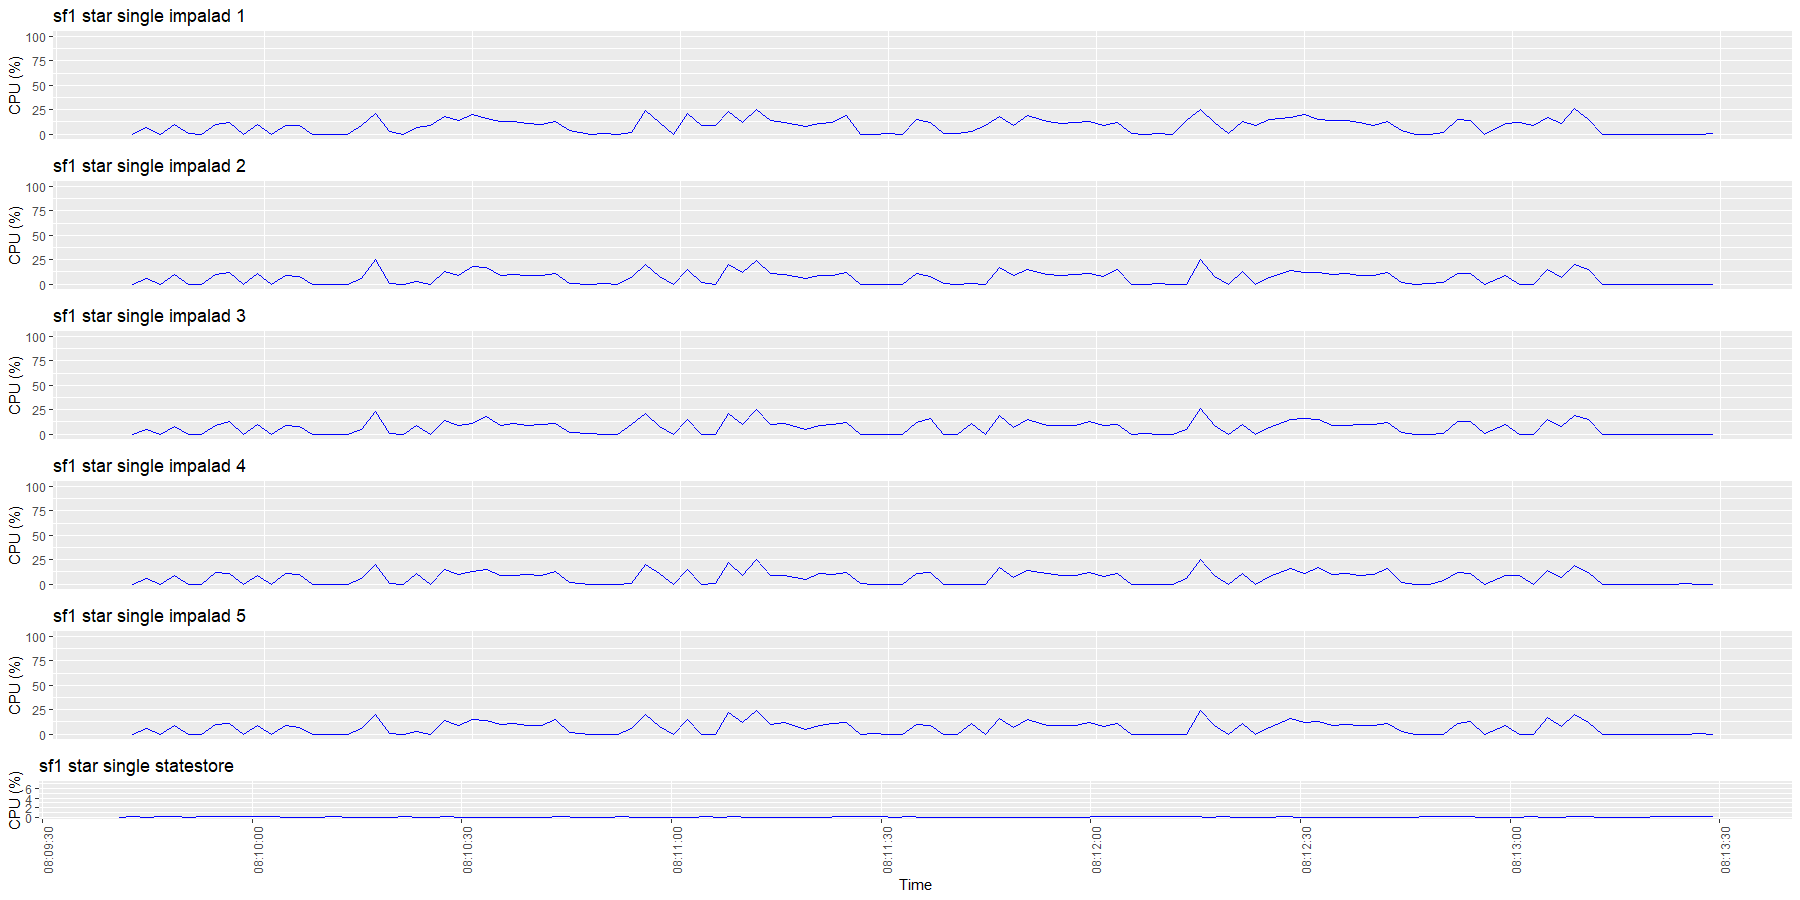 sf1 star single impalad 1
CPU (%)
100
75
50
25
0
sf1 star single impalad 2
CPU (%)
100
75
50
25
0
sf1 star single impalad 3
CPU (%)
100
75
50
25
0
sf1 star single impalad 4
CPU (%)
100
75
50
25
0
sf1 star single impalad 5
CPU (%)
100
75
50
25
0
sf1 star single statestore
CPU (%)
6
4
2
0
08:09:30
08:10:00
08:10:30
08:11:00
08:11:30
08:12:00
08:12:30
08:13:00
08:13:30
Time